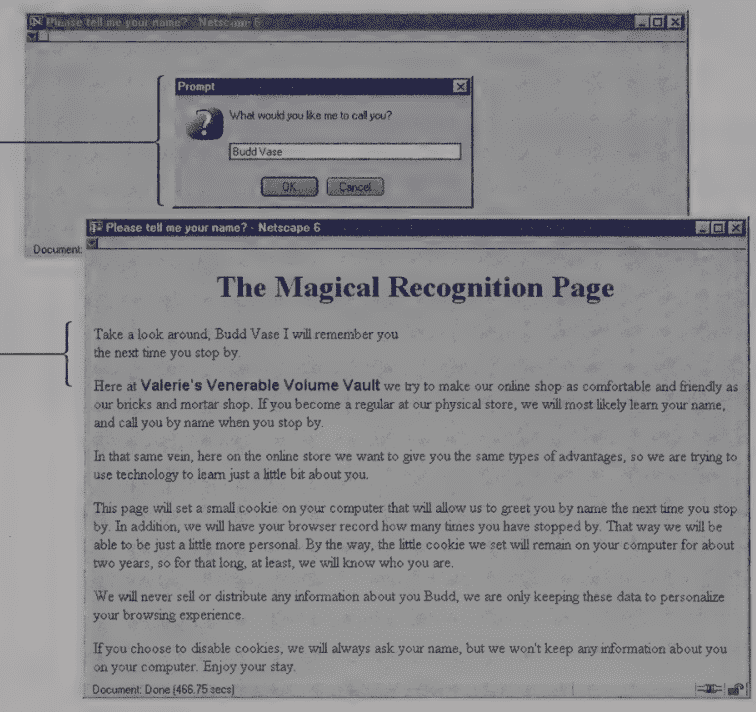 Please tell me your name? - Netscape 6
Prompt
What would you like me to call you?
Budd Vase
OK
Cancel
Document:
Please tell me your name? - Netscape 6
The Magical Recognition Page
Take a look around, Budd Vase I will remember you
the next time you stop by.
Here at Valerie's Venerable Volume Vault we try to make our online shop as comfortable and friendly as
our bricks and mortar shop. If you become a regular at our physical store, we will most likely learn your name,
and call you by name when you stop by.
In that same vein, here on the online store we want to give you the same types of advantages, so we are trying to
use technology to learn just a little bit about you.
This page will set a small cookie on your computer that will allow us to greet you by name the next time you stop
by. In addition, we will have your browser record how many times you have stopped by. That way we will be
able to be just a little more personal. By the way, the little cookie we set will remain on your computer for about
two years, so for that long, at least, we will know who you are.
We will never sell or distribute any information about you Budd, we are only keeping these data to personalize
your browsing experience.
If you choose to disable cookies, we will always ask your name, but we won't keep any information about you
on your computer. Enjoy your stay.
Document: Done (466.75 secs)